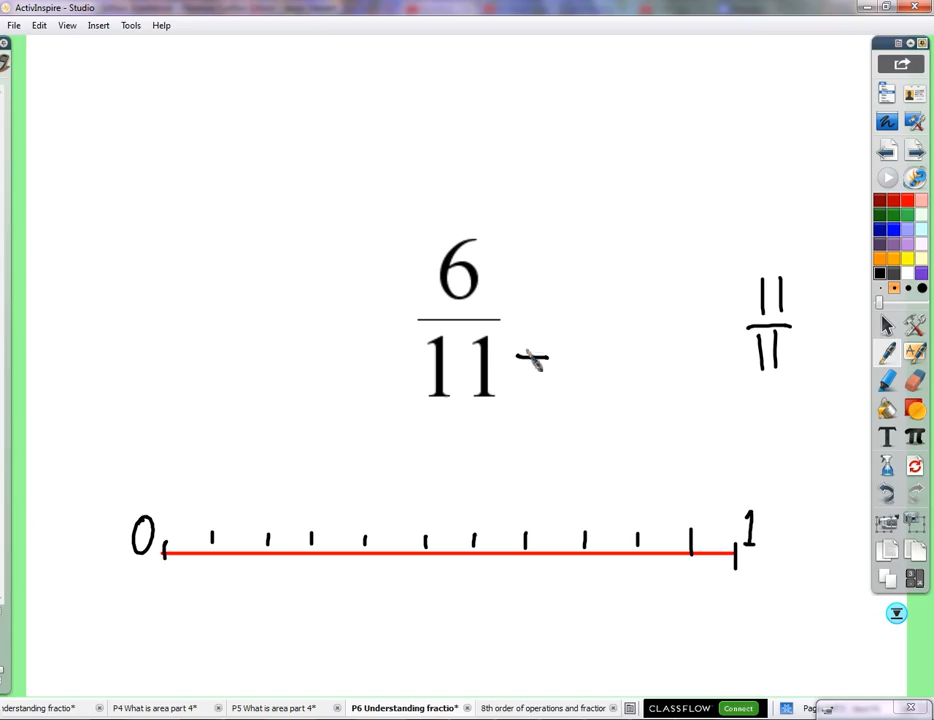 ActivInspire - Studio
File Edit View Insert Tools Help
6
11
11
11
0
1
nderstanding fractio*
P4 What is area part 4*
P5 What is area part 4*
P6 Understanding fractio*
8th order of operations and fraction
CLASSFLOW
Connect
Pag